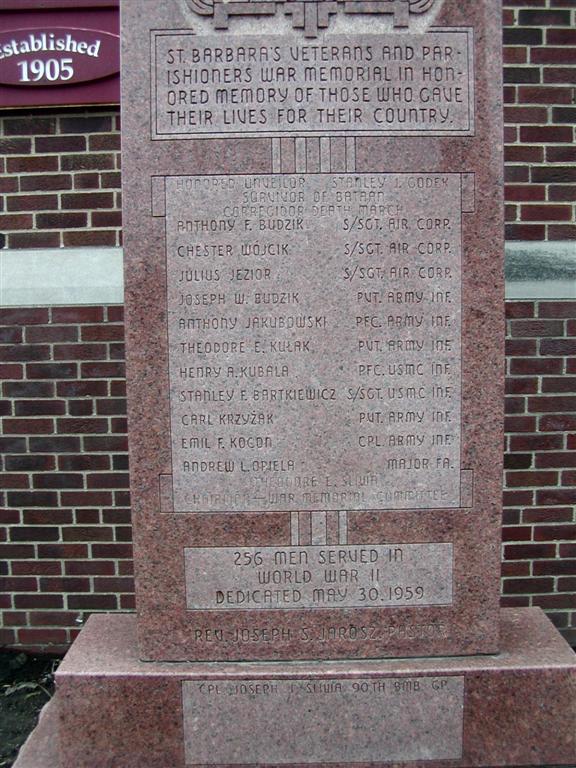 Established
1905
ST. BARBARA'S VETERANS AND PAR-
ISHIONERS WAR MEMORIAL IN HON-
ORED MEMORY OF THOSE WHO GAVE
THEIR LIVES FOR THEIR COUNTRY.
HONORED UNVEILOR STANLEY J. GODEK
SURVIVOR OF BATAAN
CORREGIDOR DEATH MARCH
ANTHONY F. BUDZIK S/SGT. AIR CORP.
CHESTER WÓJCIK S/SGT. AIR CORP.
JULIUS JEZIOR S/SGT. AIR CORP.
JOSEPH W. BUDZIK PVT. ARMY INF.
ANTHONY JAKUBOWSKI PFC. ARMY INF.
THEODORE E. KUŁAK PVT. ARMY INF.
HENRY A. KUBALA PFC. USMC INF.
STANLEY F. BARTKIEWICZ S/SGT. USMC INF.
CARL KRZYŻAK PVT. ARMY INF.
EMIL F. KOGON CPL. ARMY INF.
ANDREW L. OPIELA MAJOR FA.
THEODORE E. SLIWA
CHAIRMAN—WAR MEMORIAL COMMITTEE
256 MEN SERVED IN
WORLD WAR II
DEDICATED MAY 30, 1959
REV. JOSEPH S. JAROSZ, PASTOR
CPL. JOSEPH J. SLIWA 90TH BMB. GP.